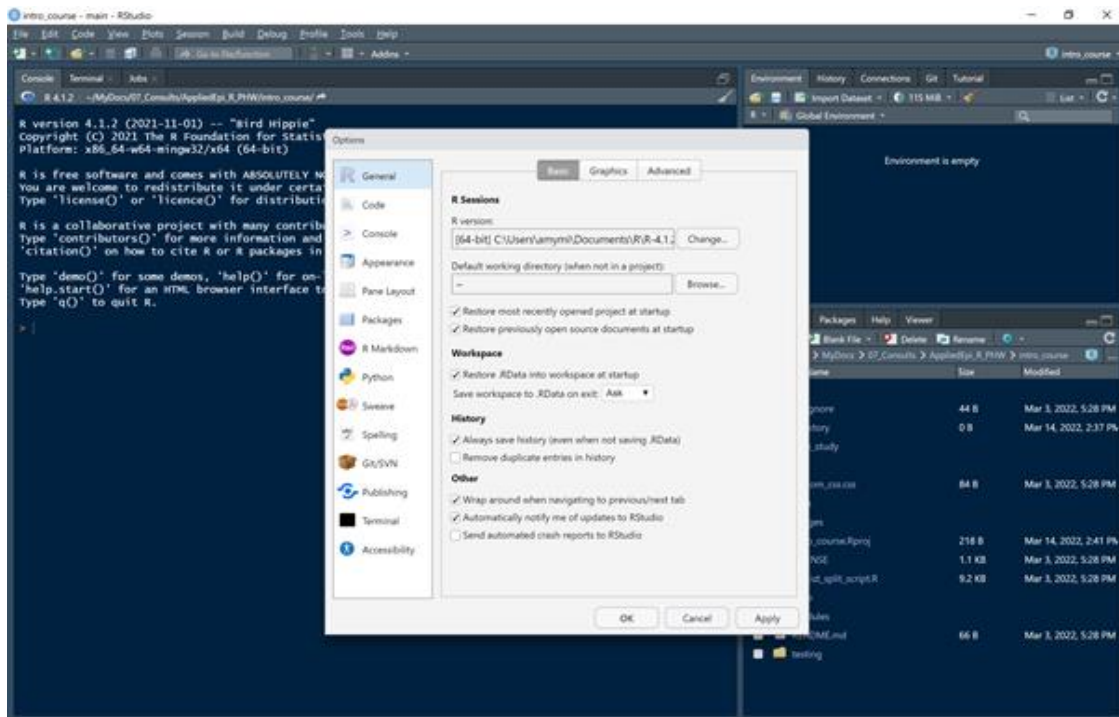 intro_course - main - RStudio
File Edit Code View Plots Session Build Debug Profile Tools Help
Go to file/function
Addins
intro_course
Console Terminal Jobs
R 4.1.2 ~/MyDocs/07_Consults/AppliedEpi_R_PHW/intro_course/
R version 4.1.2 (2021-11-01) -- "Bird Hippie"
Copyright (C) 2021 The R Foundation for Statis
Platform: x86_64-w64-mingw32/x64 (64-bit)
R is free software and comes with ABSOLUTELY NO
You are welcome to redistribute it under certa
Type 'license()' or 'licence()' for distributi
R is a collaborative project with many contrib
Type 'contributors()' for more information and
'citation()' on how to cite R or R packages in
Type 'demo()' for some demos, 'help()' for on-
'help.start()' for an HTML browser interface t
Type 'q()' to quit R.
>
Options
General
Code
Console
Appearance
Pane Layout
Packages
R Markdown
Python
Sweave
Spelling
Git/SVN
Publishing
Terminal
Accessibility
Basic Graphics Advanced
R Sessions
R version:
[64-bit] C:\Users\amymi\Documents\R\R-4.1.2
Change...
Default working directory (when not in a project):
~
Browse...
Restore most recently opened project at startup
Restore previously open source documents at startup
Workspace
Restore .RData into workspace at startup
Save workspace to .RData on exit: Ask
History
Always save history (even when not saving .RData)
Remove duplicate entries in history
Other
Wrap around when navigating to previous/next tab
Automatically notify me of updates to RStudio
Send automated crash reports to RStudio
OK Cancel Apply
Environment History Connections Git Tutorial
Import Dataset 115 MiB List
R Global Environment
Environment is empty
Packages Help Viewer
Blank File Delete Rename
MyDocs > 07_Consults > AppliedEpi_R_PHW > intro_course
ame Size Modified
gnore 44 B Mar 3, 2022, 5:28 PM
story 0 B Mar 14, 2022, 2:37 PM
_study
om_css.css 84 B Mar 3, 2022, 5:28 PM
ges
o_course.Rproj 218 B Mar 14, 2022, 2:41 PM
NSE 1.1 KB Mar 3, 2022, 5:28 PM
_split_script.R 9.2 KB Mar 3, 2022, 5:28 PM
dules
README.md 66 B Mar 3, 2022, 5:28 PM
testing